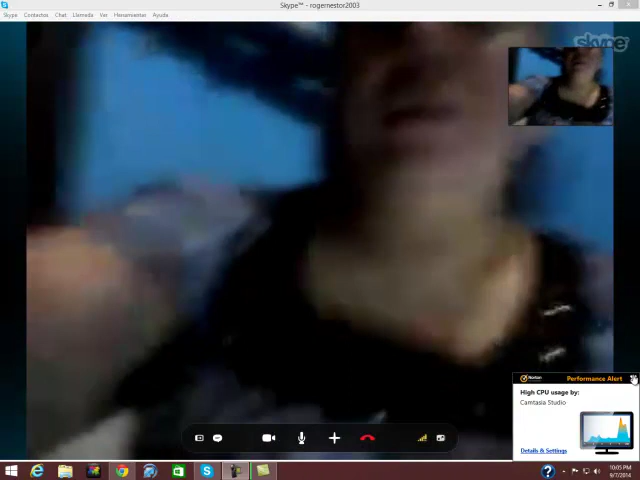 Skype™ - rogernestor2003
Skype Contactos Chat Llamada Ver Herramientas Ayuda
skype
Norton Performance Alert
High CPU usage by:
Camtasia Studio
Details & Settings
10:05 PM
9/7/2014